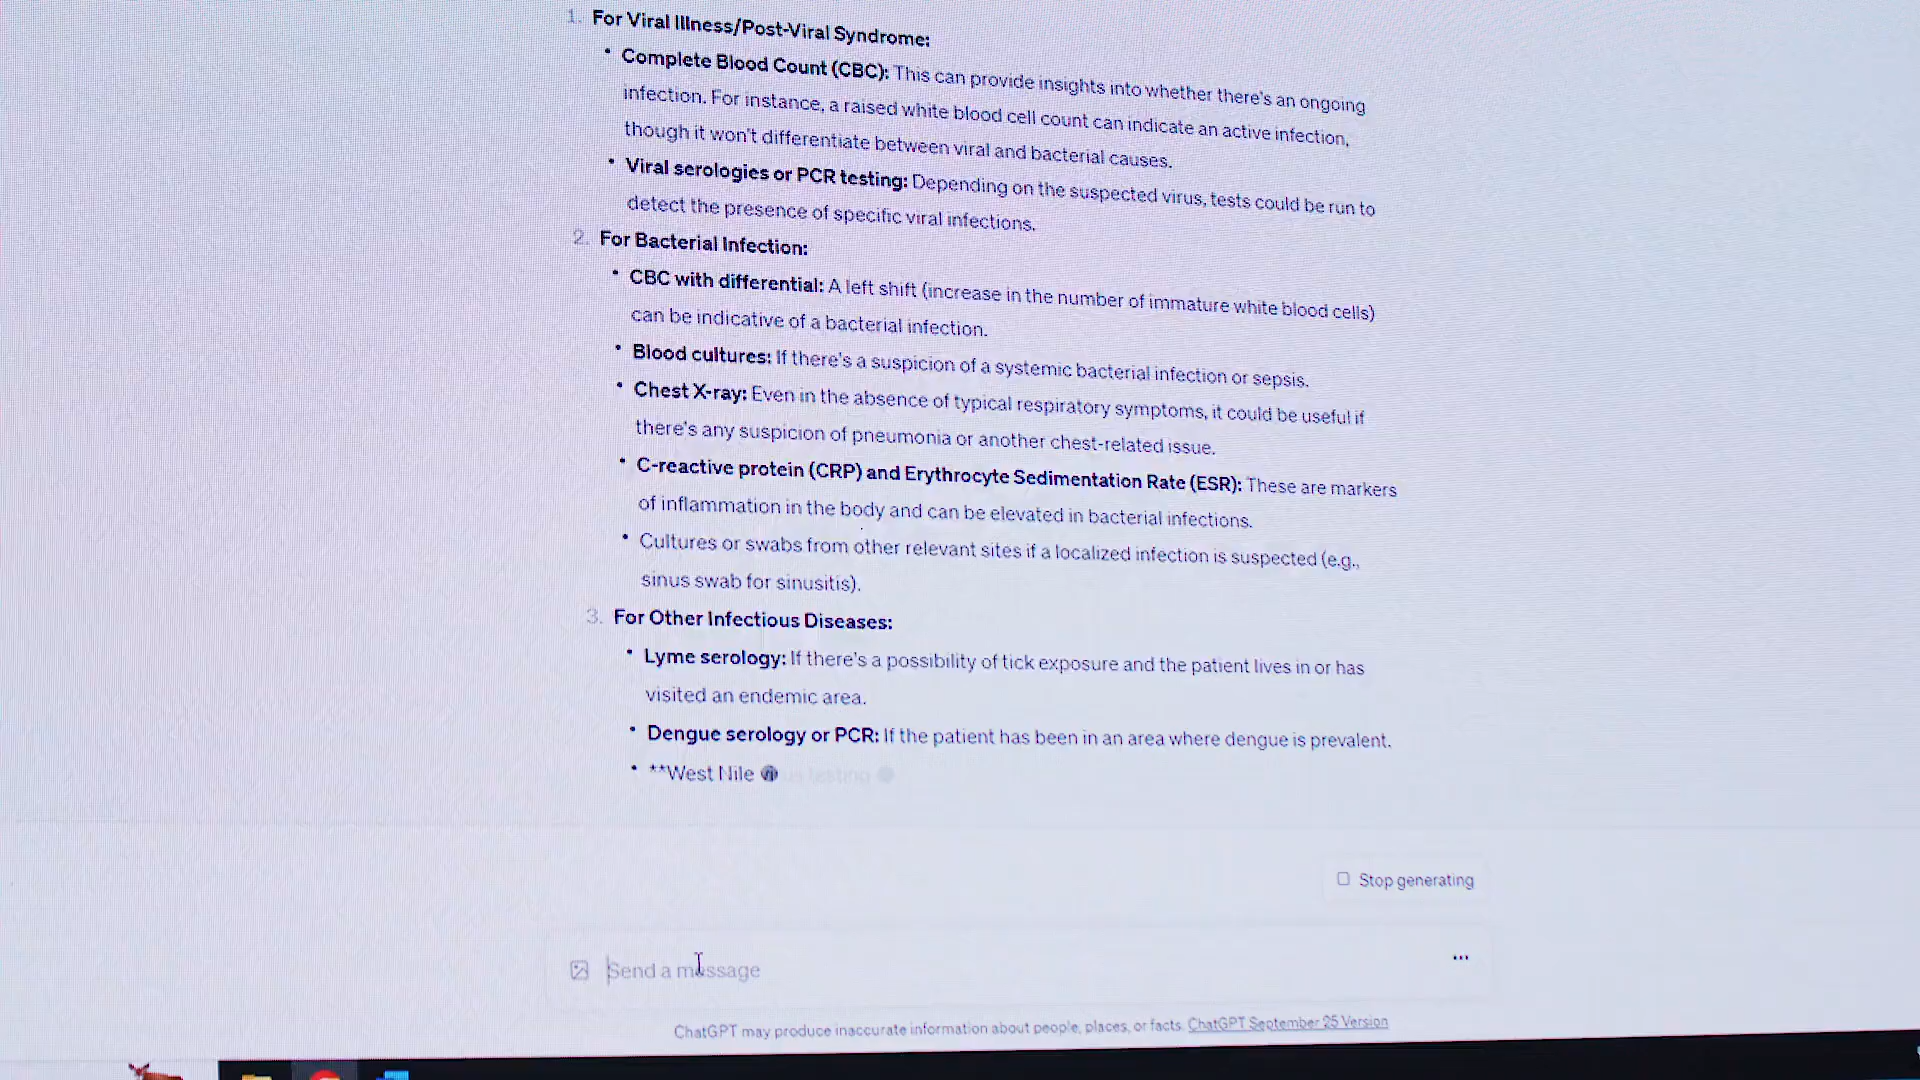 1. For Viral Illness/Post-Viral Syndrome:
• Complete Blood Count (CBC): This can provide insights into whether there's an ongoing
infection. For instance, a raised white blood cell count can indicate an active infection,
though it won't differentiate between viral and bacterial causes.
• Viral serologies or PCR testing: Depending on the suspected virus, tests could be run to
detect the presence of specific viral infections.
2. For Bacterial Infection:
• CBC with differential: A left shift (increase in the number of immature white blood cells)
can be indicative of a bacterial infection.
• Blood cultures: If there's a suspicion of a systemic bacterial infection or sepsis.
• Chest X-ray: Even in the absence of typical respiratory symptoms, it could be useful if
there's any suspicion of pneumonia or another chest-related issue.
• C-reactive protein (CRP) and Erythrocyte Sedimentation Rate (ESR): These are markers
of inflammation in the body and can be elevated in bacterial infections.
• Cultures or swabs from other relevant sites if a localized infection is suspected (e.g.,
sinus swab for sinusitis).
3. For Other Infectious Diseases:
• Lyme serology: If there's a possibility of tick exposure and the patient lives in or has
visited an endemic area.
• Dengue serology or PCR: If the patient has been in an area where dengue is prevalent.
• **West Nile testing
Stop generating
Send a message
ChatGPT may produce inaccurate information about people, places, or facts. ChatGPT September 25 Version